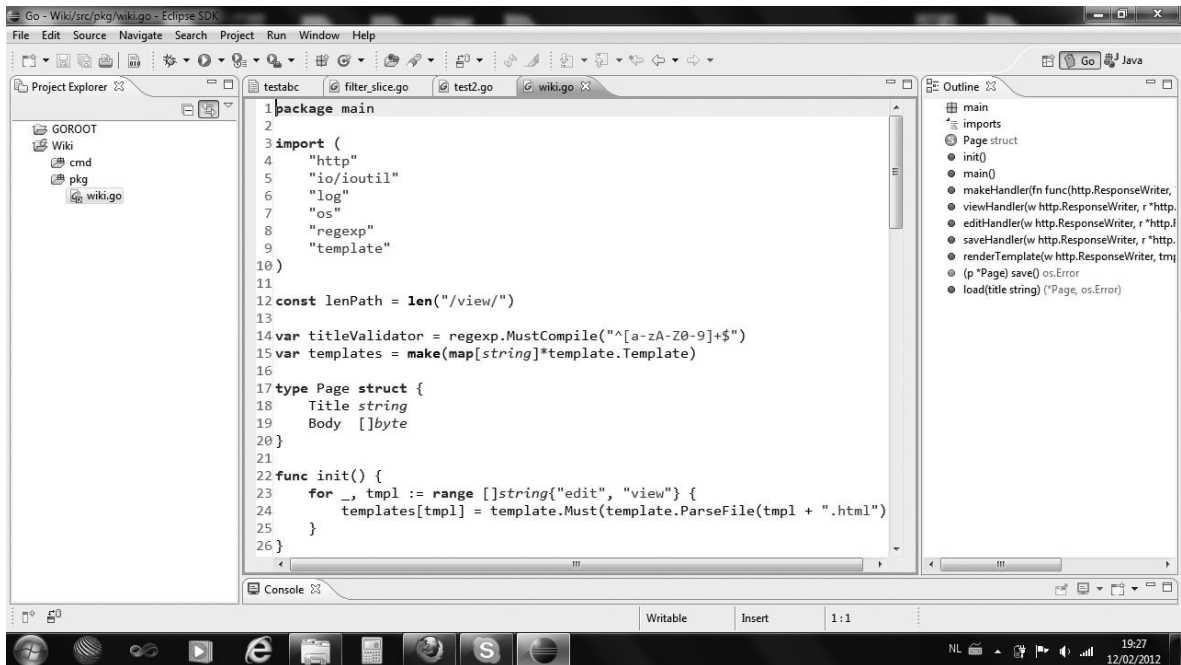 Go - Wiki/src/pkg/wiki.go - Eclipse SDK
File Edit Source Navigate Search Project Run Window Help
Go Java
Project Explorer
GOROOT
Wiki
cmd
pkg
wiki.go
testabc filter_slice.go test2.go wiki.go
1 package main
2
3 import (
4 "http"
5 "io/ioutil"
6 "log"
7 "os"
8 "regexp"
9 "template"
10 )
11
12 const lenPath = len("/view/")
13
14 var titleValidator = regexp.MustCompile("^[a-zA-Z0-9]+$")
15 var templates = make(map[string]*template.Template)
16
17 type Page struct {
18 Title string
19 Body []byte
20 }
21
22 func init() {
23 for _, tmpl := range []string{"edit", "view"} {
24 templates[tmpl] = template.Must(template.ParseFile(tmpl + ".html")
25 }
26 }
Outline
main
imports
Page struct
init()
main()
makeHandler(fn func(http.ResponseWriter,
viewHandler(w http.ResponseWriter, r *http.
editHandler(w http.ResponseWriter, r *http.F
saveHandler(w http.ResponseWriter, r *http.
renderTemplate(w http.ResponseWriter, tmp
(p *Page) save() os.Error
load(title string) (*Page, os.Error)
Console
Writable Insert 1 : 1
NL 19:27
12/02/2012